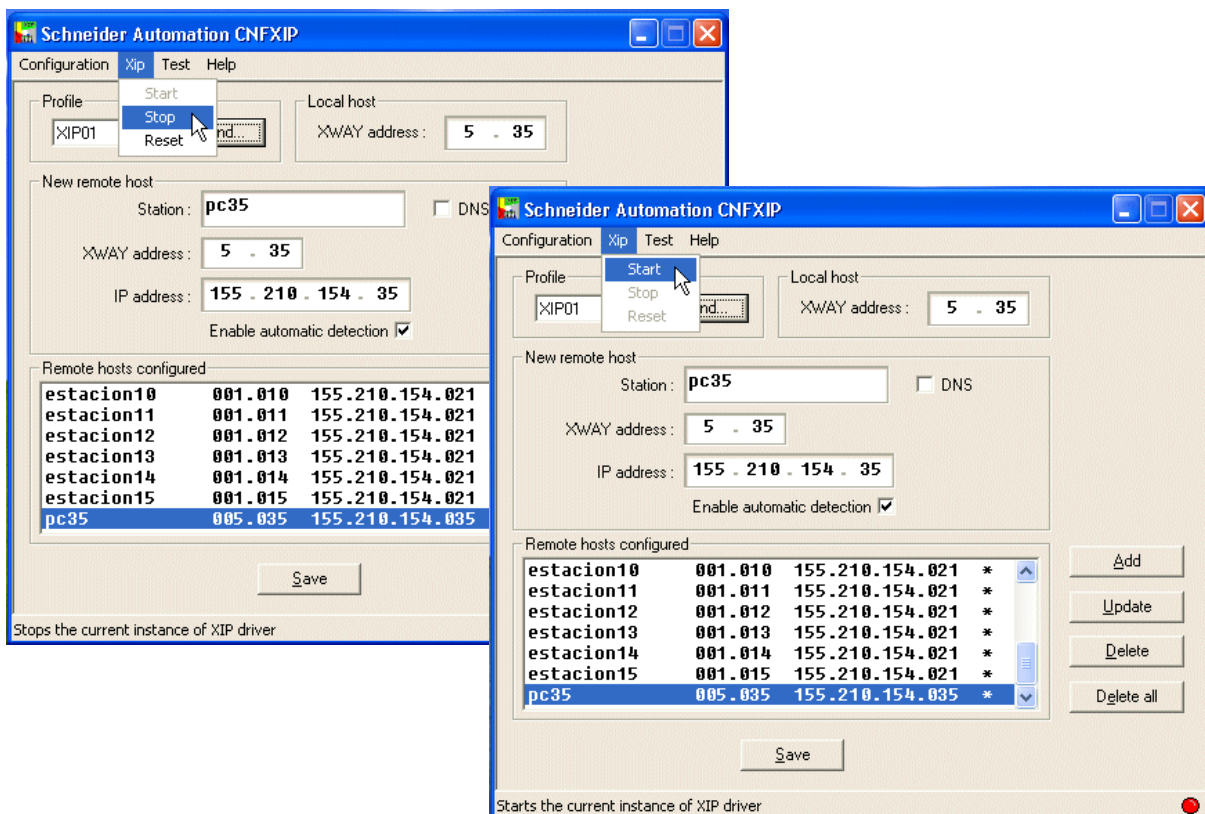 Schneider Automation CNFXIP
Configuration Xip Test Help
Start
Stop
Reset
Profile
XIP01
nd...
Local host
XWAY address : 5 . 35
New remote host
Station : pc35
DNS
XWAY address : 5 . 35
IP address : 155 . 210 . 154 . 35
Enable automatic detection
Remote hosts configured
estacion10 001.010 155.210.154.021
estacion11 001.011 155.210.154.021
estacion12 001.012 155.210.154.021
estacion13 001.013 155.210.154.021
estacion14 001.014 155.210.154.021
estacion15 001.015 155.210.154.021
pc35 005.035 155.210.154.035
Save
Stops the current instance of XIP driver
Schneider Automation CNFXIP
Configuration Xip Test Help
Start
Stop
Reset
Profile
XIP01
nd...
Local host
XWAY address : 5 . 35
New remote host
Station : pc35
DNS
XWAY address : 5 . 35
IP address : 155 . 210 . 154 . 35
Enable automatic detection
Remote hosts configured
estacion10 001.010 155.210.154.021 *
estacion11 001.011 155.210.154.021 *
estacion12 001.012 155.210.154.021 *
estacion13 001.013 155.210.154.021 *
estacion14 001.014 155.210.154.021 *
estacion15 001.015 155.210.154.021 *
pc35 005.035 155.210.154.035 *
Add
Update
Delete
Delete all
Save
Starts the current instance of XIP driver